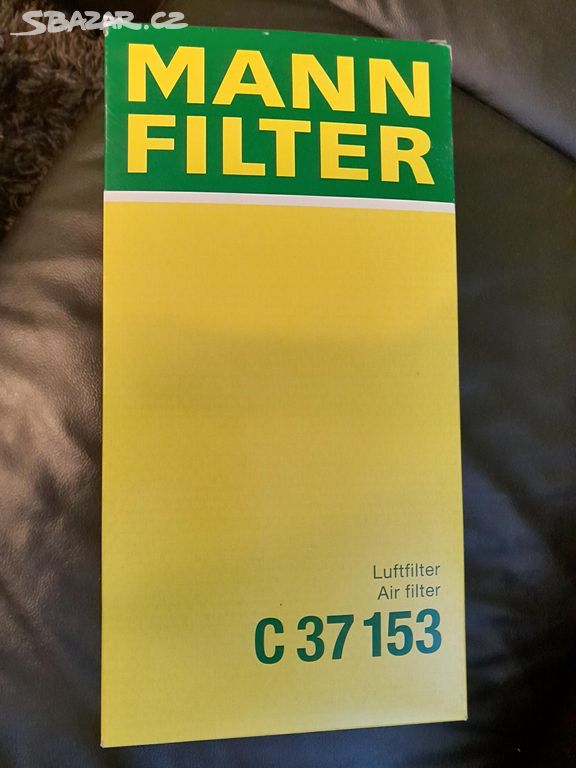 SBAZAR.CZ
MANN
FILTER
Luftfilter
Air filter
C 37 153